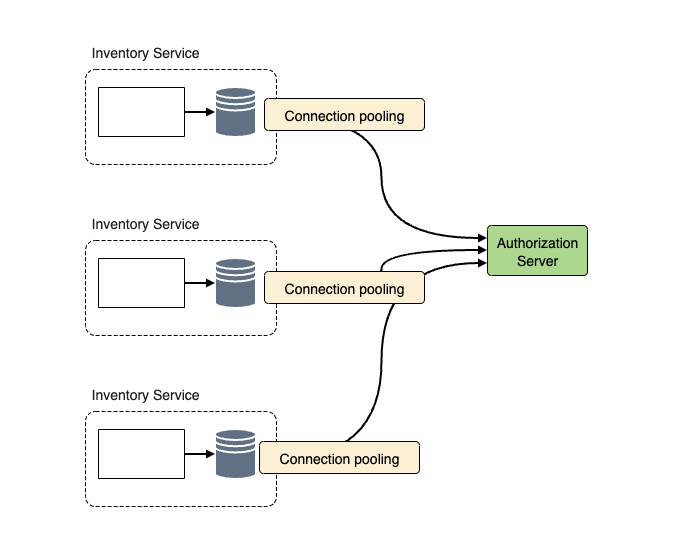 Inventory Service
Connection pooling
Inventory Service
Authorization
Server
Connection pooling
Inventory Service
Connection pooling